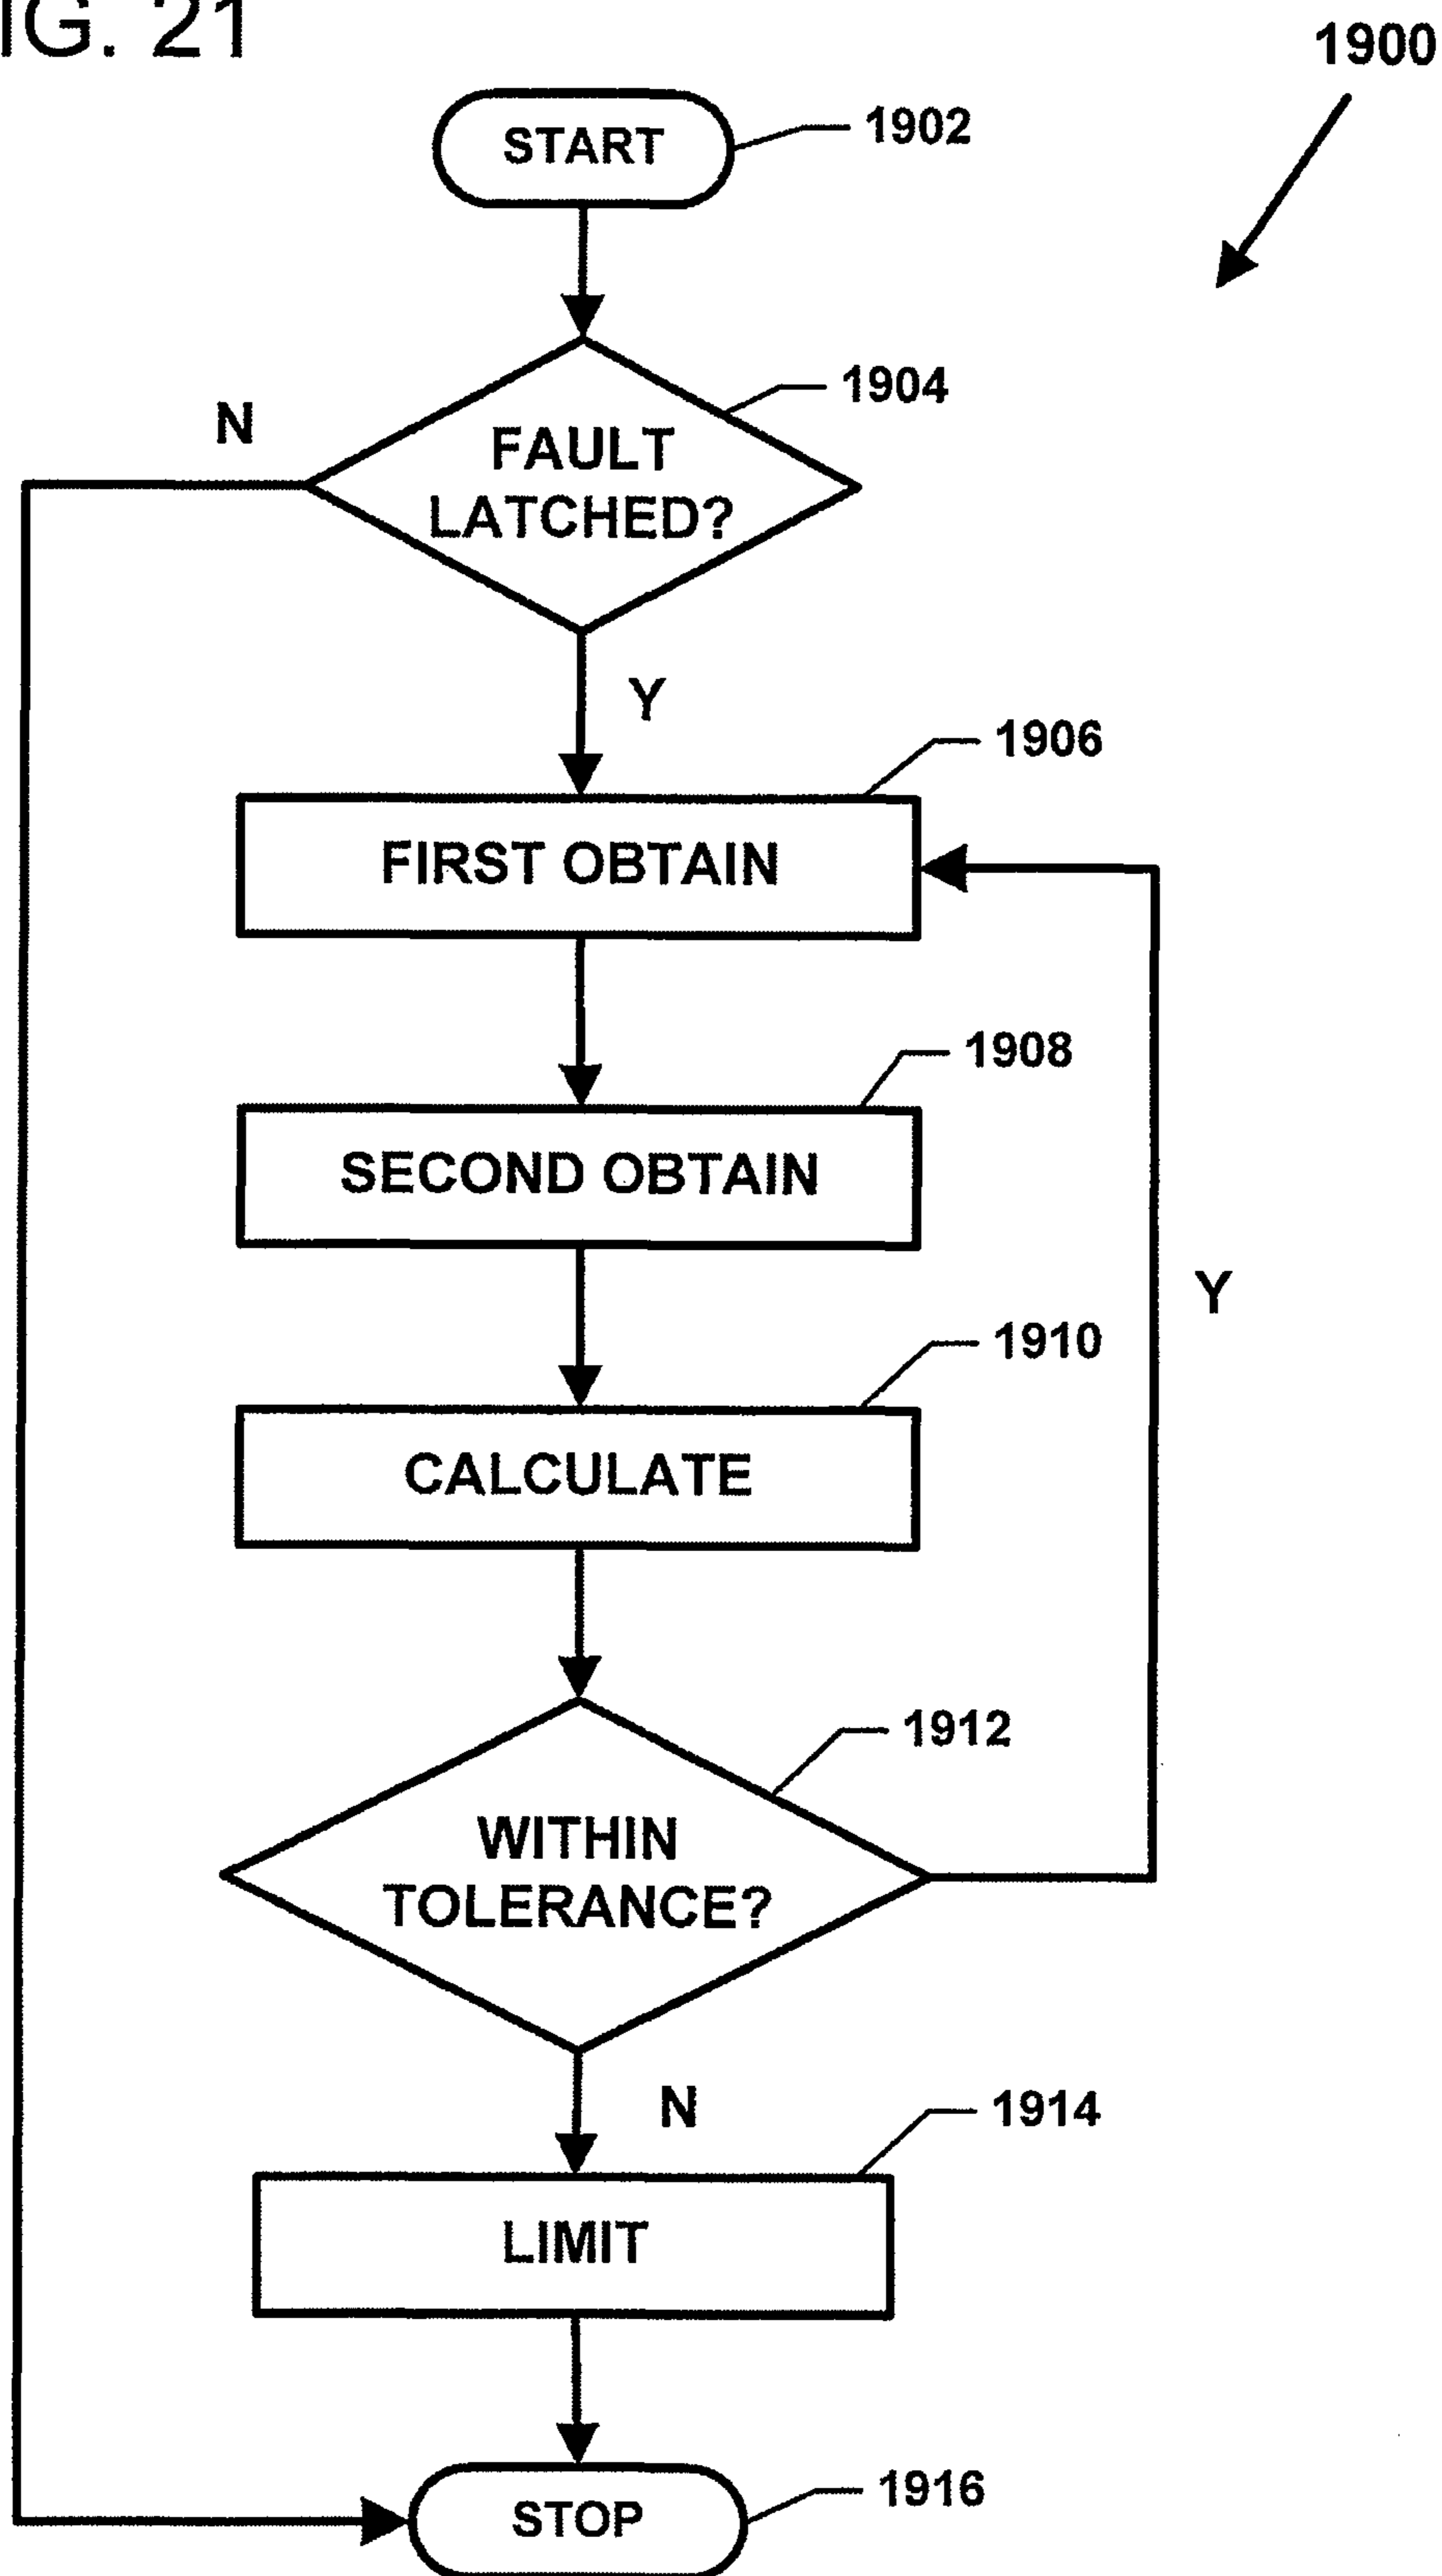 IG. 21
1900
START
1902
1904
N
FAULT
LATCHED?
Y
1906
FIRST OBTAIN
1908
SECOND OBTAIN
Y
1910
CALCULATE
1912
WITHIN
TOLERANCE?
N
1914
LIMIT
1916
STOP